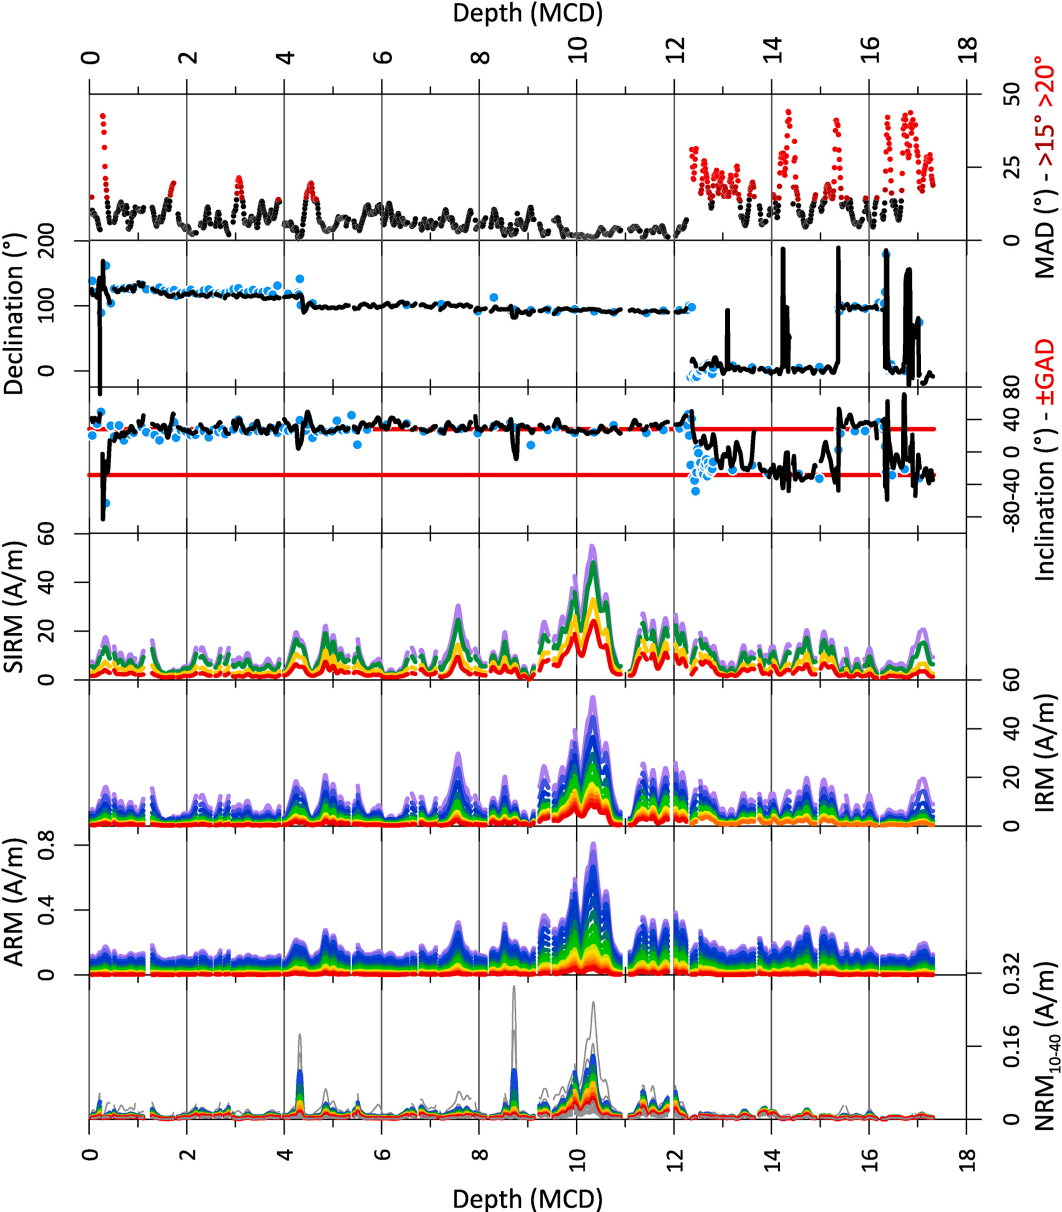 Depth (MCD)
0 2 4 6 8 10 12 14 16 18
MAD (°) - >15° >20°
0 25 50
Declination (°)
0 100 200
Inclination (°) - ±GAD
-80 -40 0 40 80
SIRM (A/m)
0 20 40 60
IRM (A/m)
0 20 40 60
ARM (A/m)
0 0.4 0.8
NRM10-40 (A/m)
0 0.16 0.32
0 2 4 6 8 10 12 14 16 18
Depth (MCD)